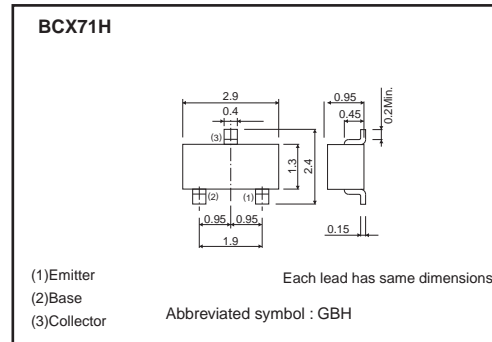 BCX71H
2.9
0.4
(3)
1.3
2.4
(2)
(1)
0.95 0.95
1.9
0.95
0.45
0.2Min.
0.15
(1)Emitter
(2)Base
(3)Collector
Each lead has same dimensions
Abbreviated symbol : GBH